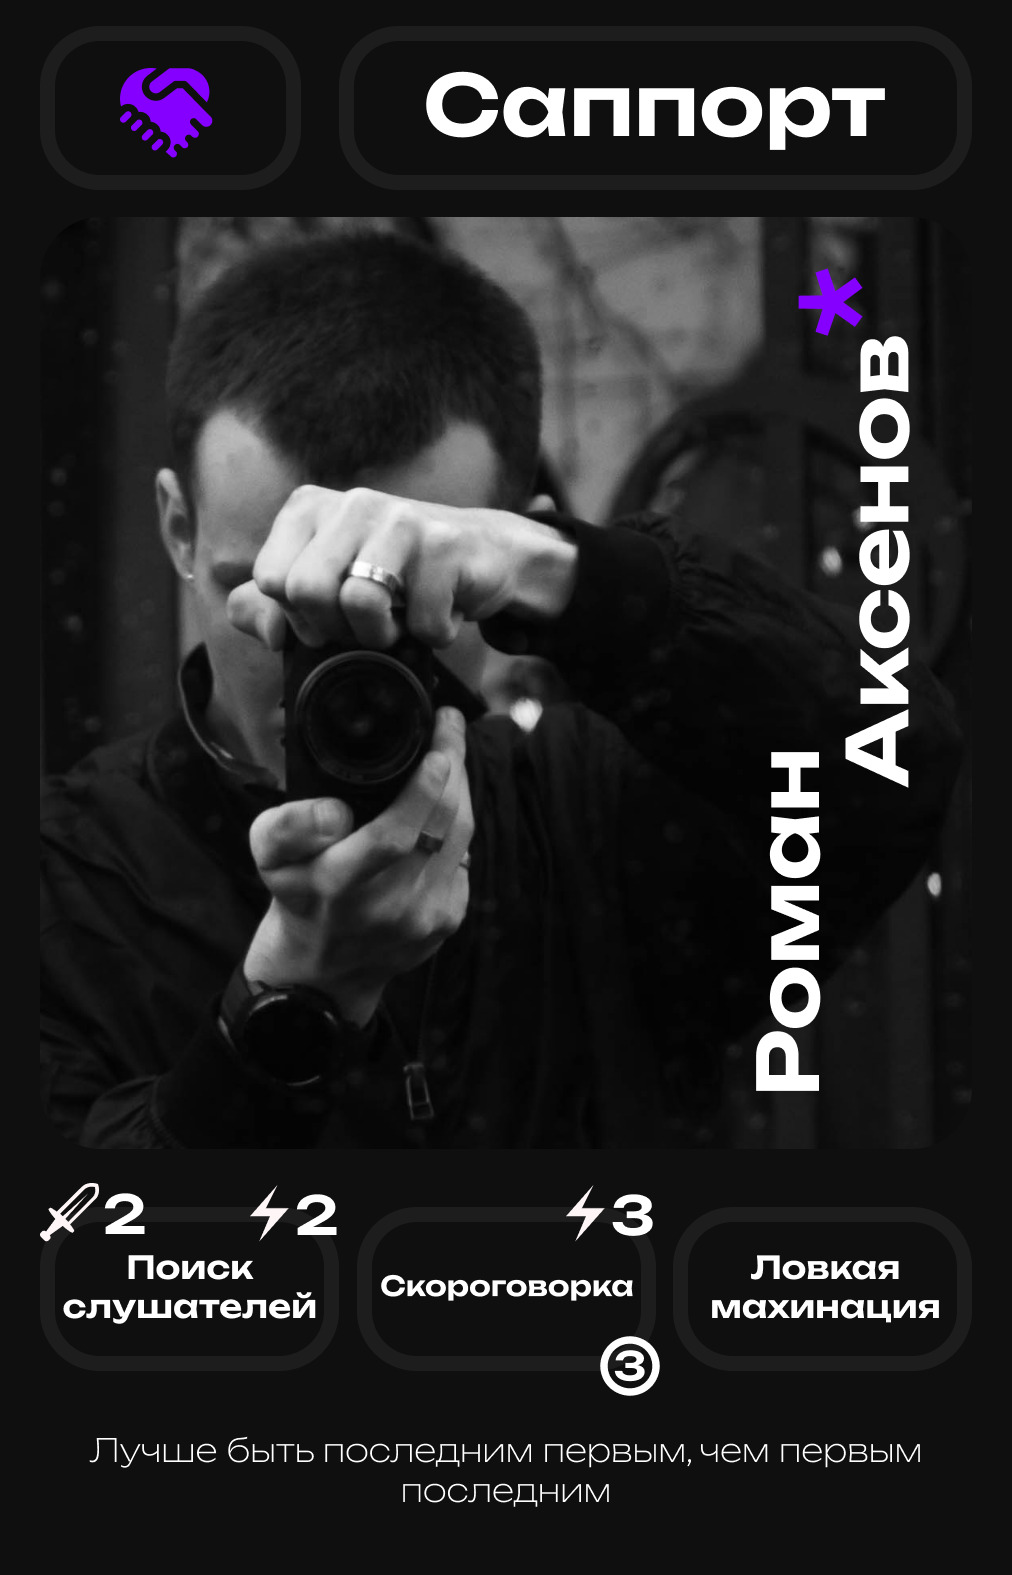 Саппорт
Роман
Аксенов*
2
2
3
Поиск
слушателей
Скороговорка
3
Ловкая
махинация
Лучше быть последним первым, чем первым
последним